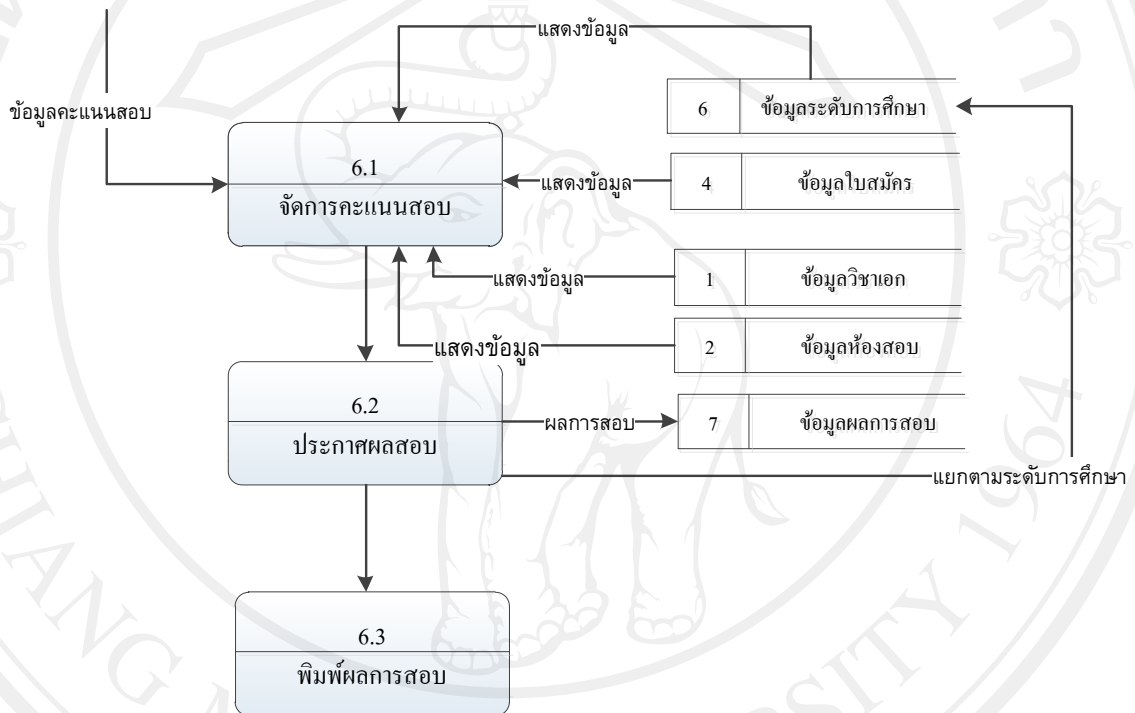 แสดงข้อมูล
ข้อมูลคะแนนสอบ
6 ข้อมูลระดับการศึกษา
6.1
จัดการคะแนนสอบ
แสดงข้อมูล
4 ข้อมูลใบสมัคร
แสดงข้อมูล
1 ข้อมูลวิชาเอก
แสดงข้อมูล
2 ข้อมูลห้องสอบ
6.2
ประกาศผลสอบ
ผลการสอบ
7 ข้อมูลผลการสอบ
แยกตามระดับการศึกษา
6.3
พิมพ์ผลการสอบ
1964